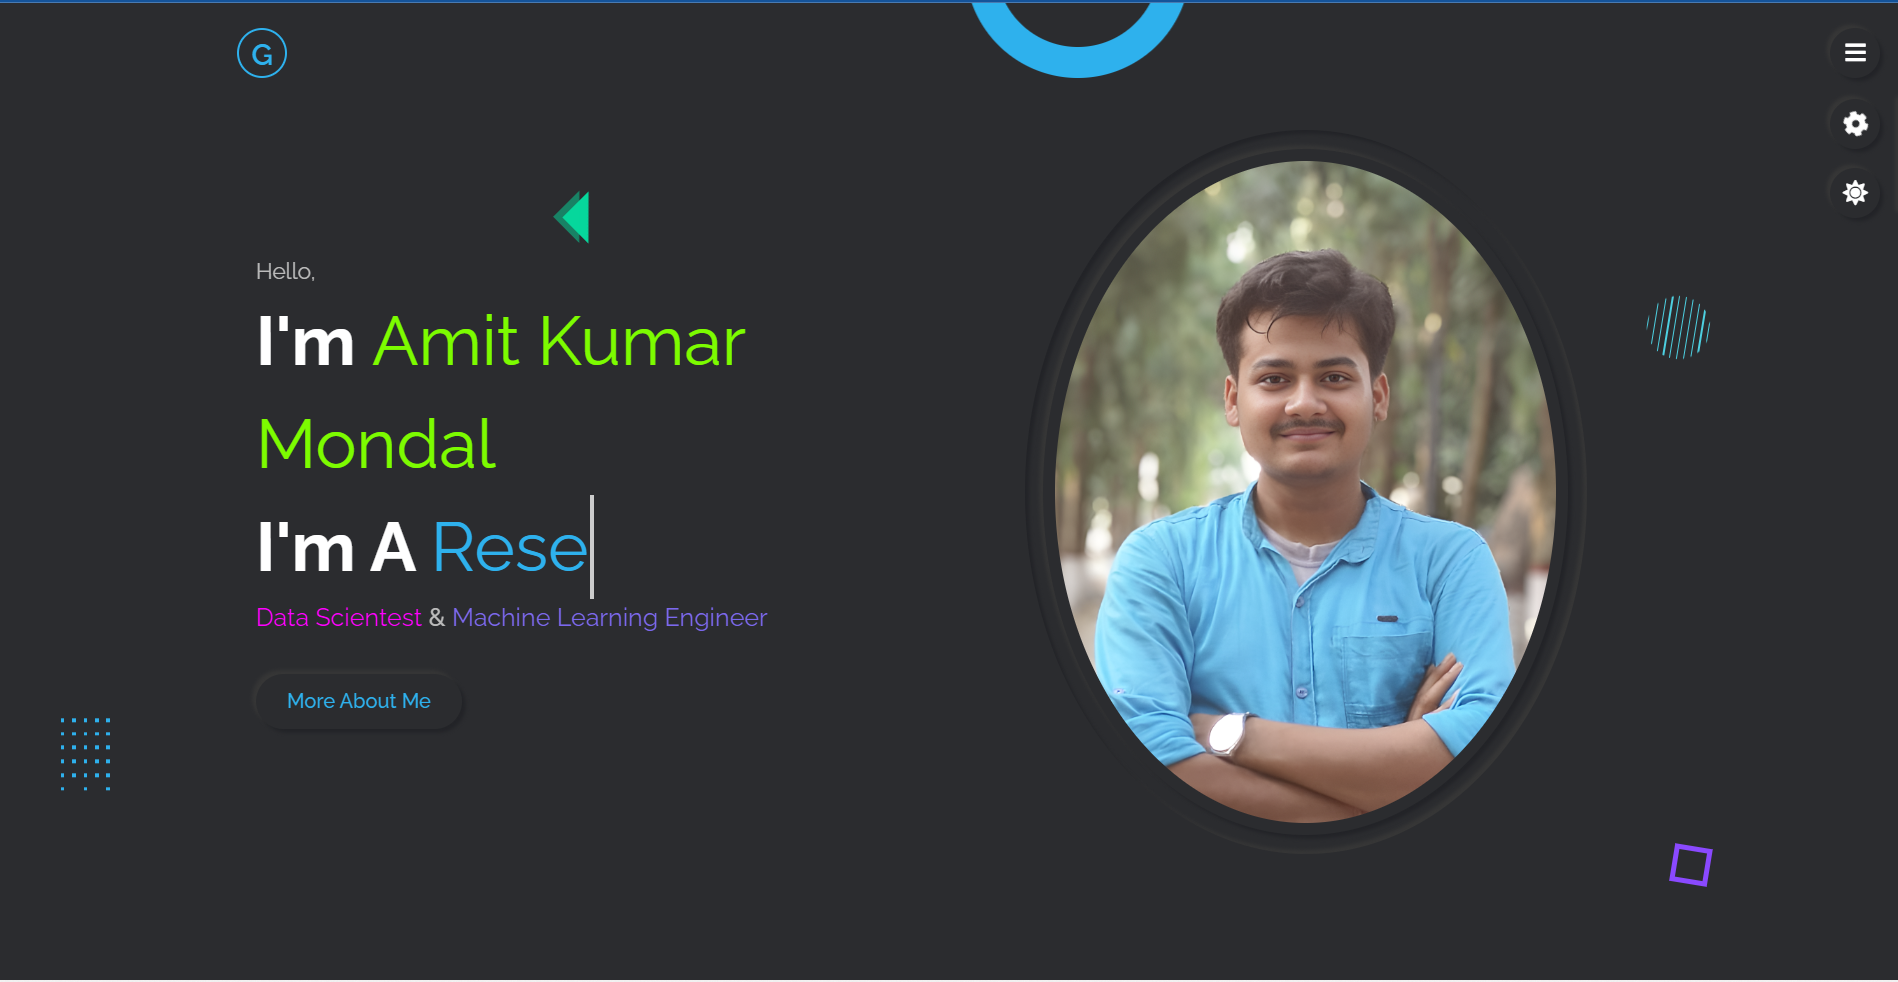 G
Hello,
I'm Amit Kumar
Mondal
I'm A Rese
Data Scientest & Machine Learning Engineer
More About Me